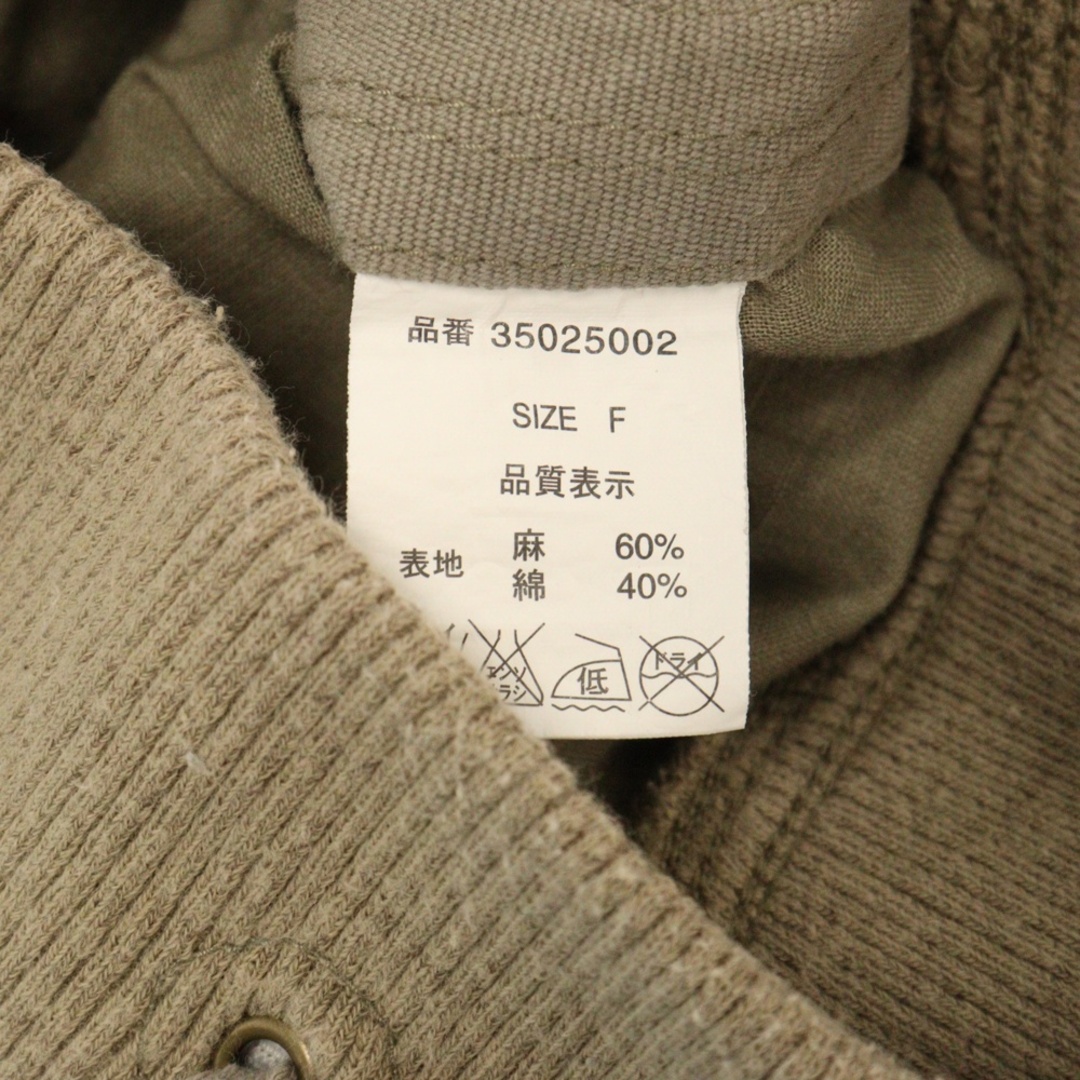 品番 35025002
SIZE F
品質表示
表地 麻 60%
綿 40%
低 ドライ